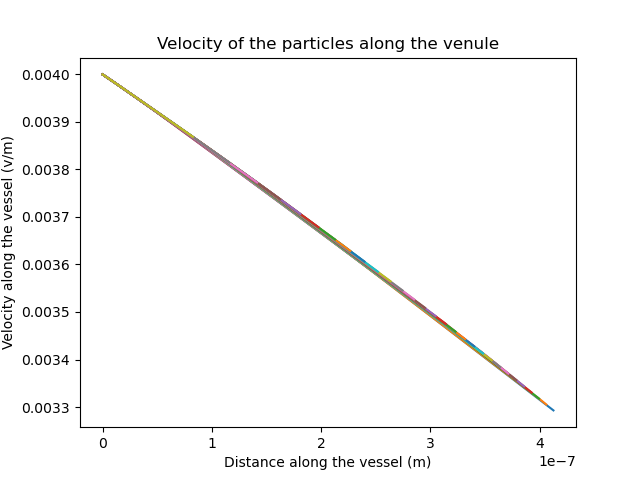 Velocity of the particles along the venule
0.0040
0.0039
0.0038
0.0037
0.0036
0.0035
0.0034
0.0033
Velocity along the vessel (v/m)
0 1 2 3 4
1e−7
Distance along the vessel (m)